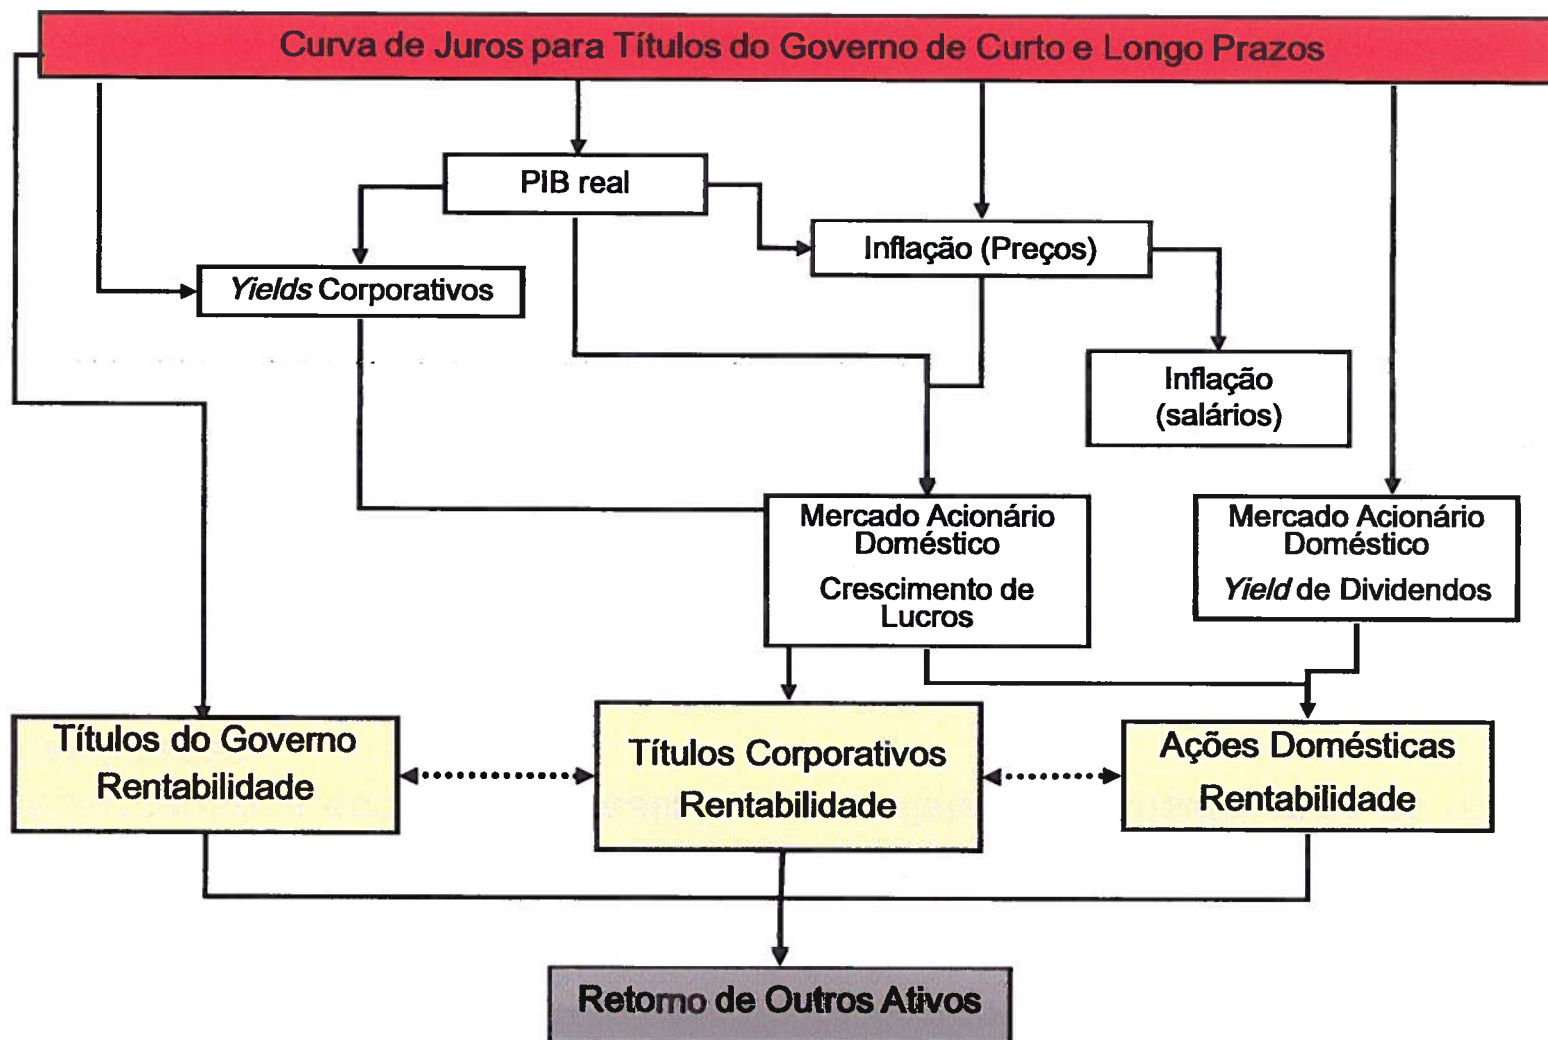 Curva de Juros para Títulos do Governo de Curto e Longo Prazos
PIB real
Inflação (Preços)
Yields Corporativos
Inflação
(salários)
Mercado Acionário
Doméstico
Crescimento de
Lucros
Mercado Acionário
Doméstico
Yield de Dividendos
Títulos do Governo
Rentabilidade
Títulos Corporativos
Rentabilidade
Ações Domésticas
Rentabilidade
Retorno de Outros Ativos